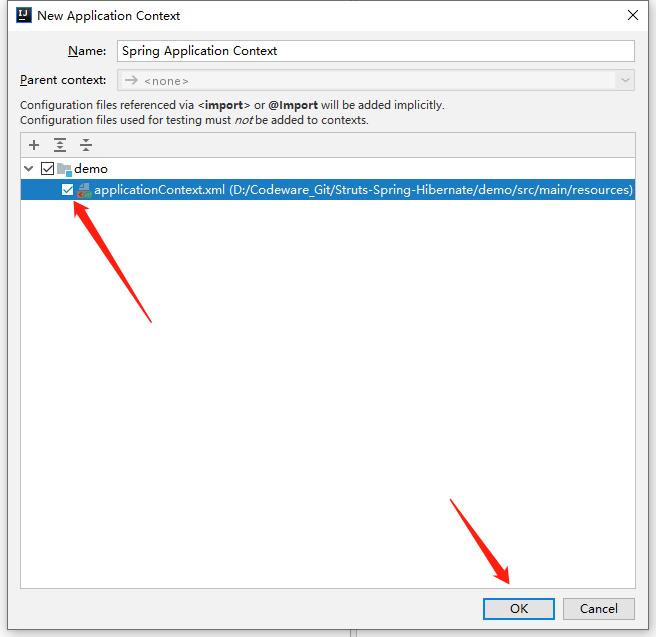 New Application Context
Name: Spring Application Context
Parent context: <none>
Configuration files referenced via <import> or @Import will be added implicitly.
Configuration files used for testing must not be added to contexts.
demo
applicationContext.xml (D:/Codeware_Git/Struts-Spring-Hibernate/demo/src/main/resources)
OK Cancel